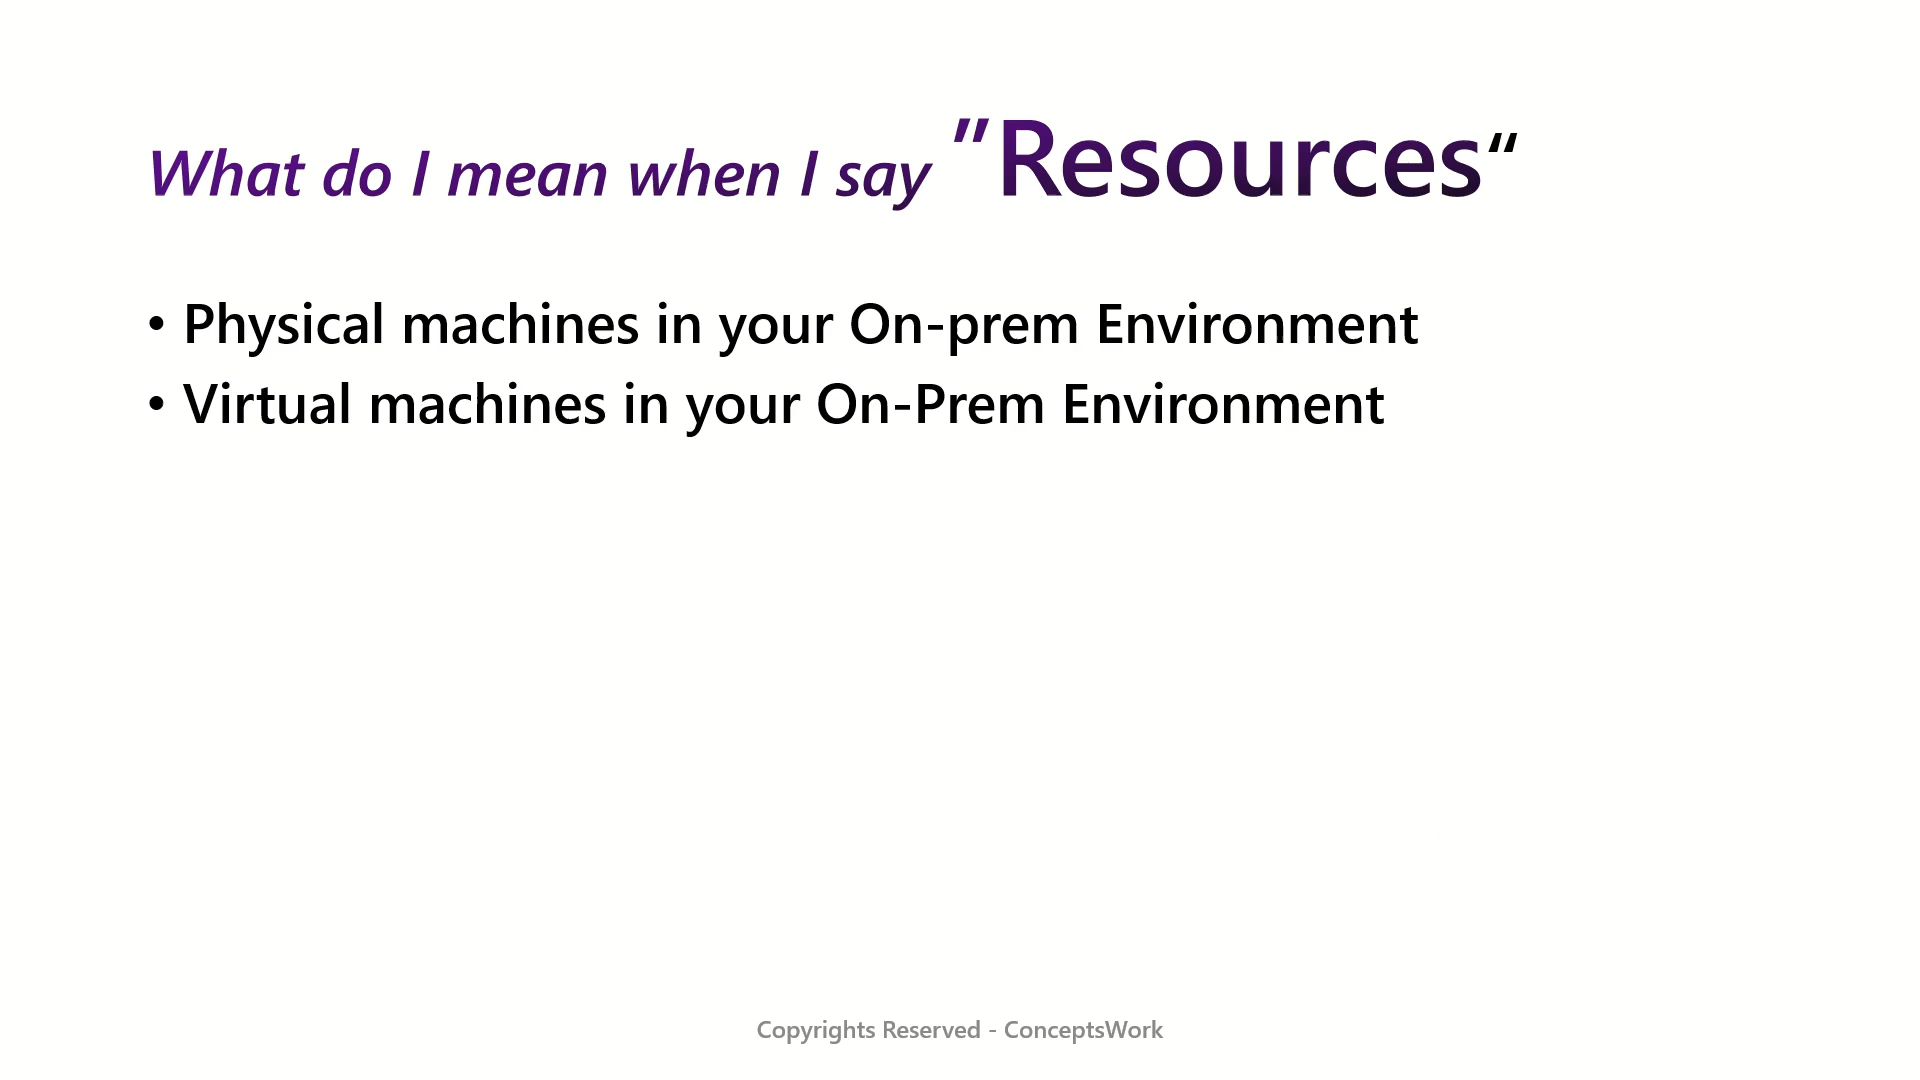 What do I mean when I say ”Resources“
• Physical machines in your On-prem Environment
• Virtual machines in your On-Prem Environment
Copyrights Reserved - ConceptsWork